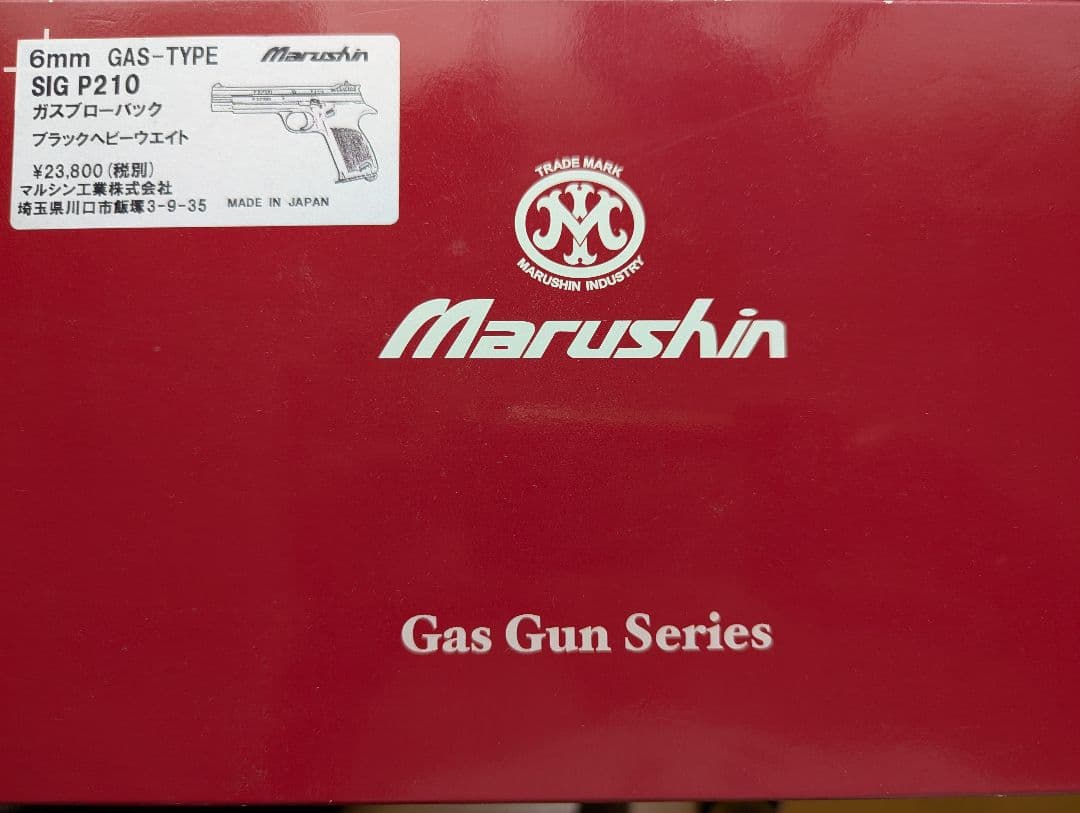 6mm GAS-TYPE Marushin
SIG P210
ガスブローバック
ブラックヘビーウエイト
¥23,800(税別)
マルシン工業株式会社
埼玉県川口市飯塚3-9-35 MADE IN JAPAN
TRADE MARK
M
MARUSHIN INDUSTRY
Marushin
Gas Gun Series